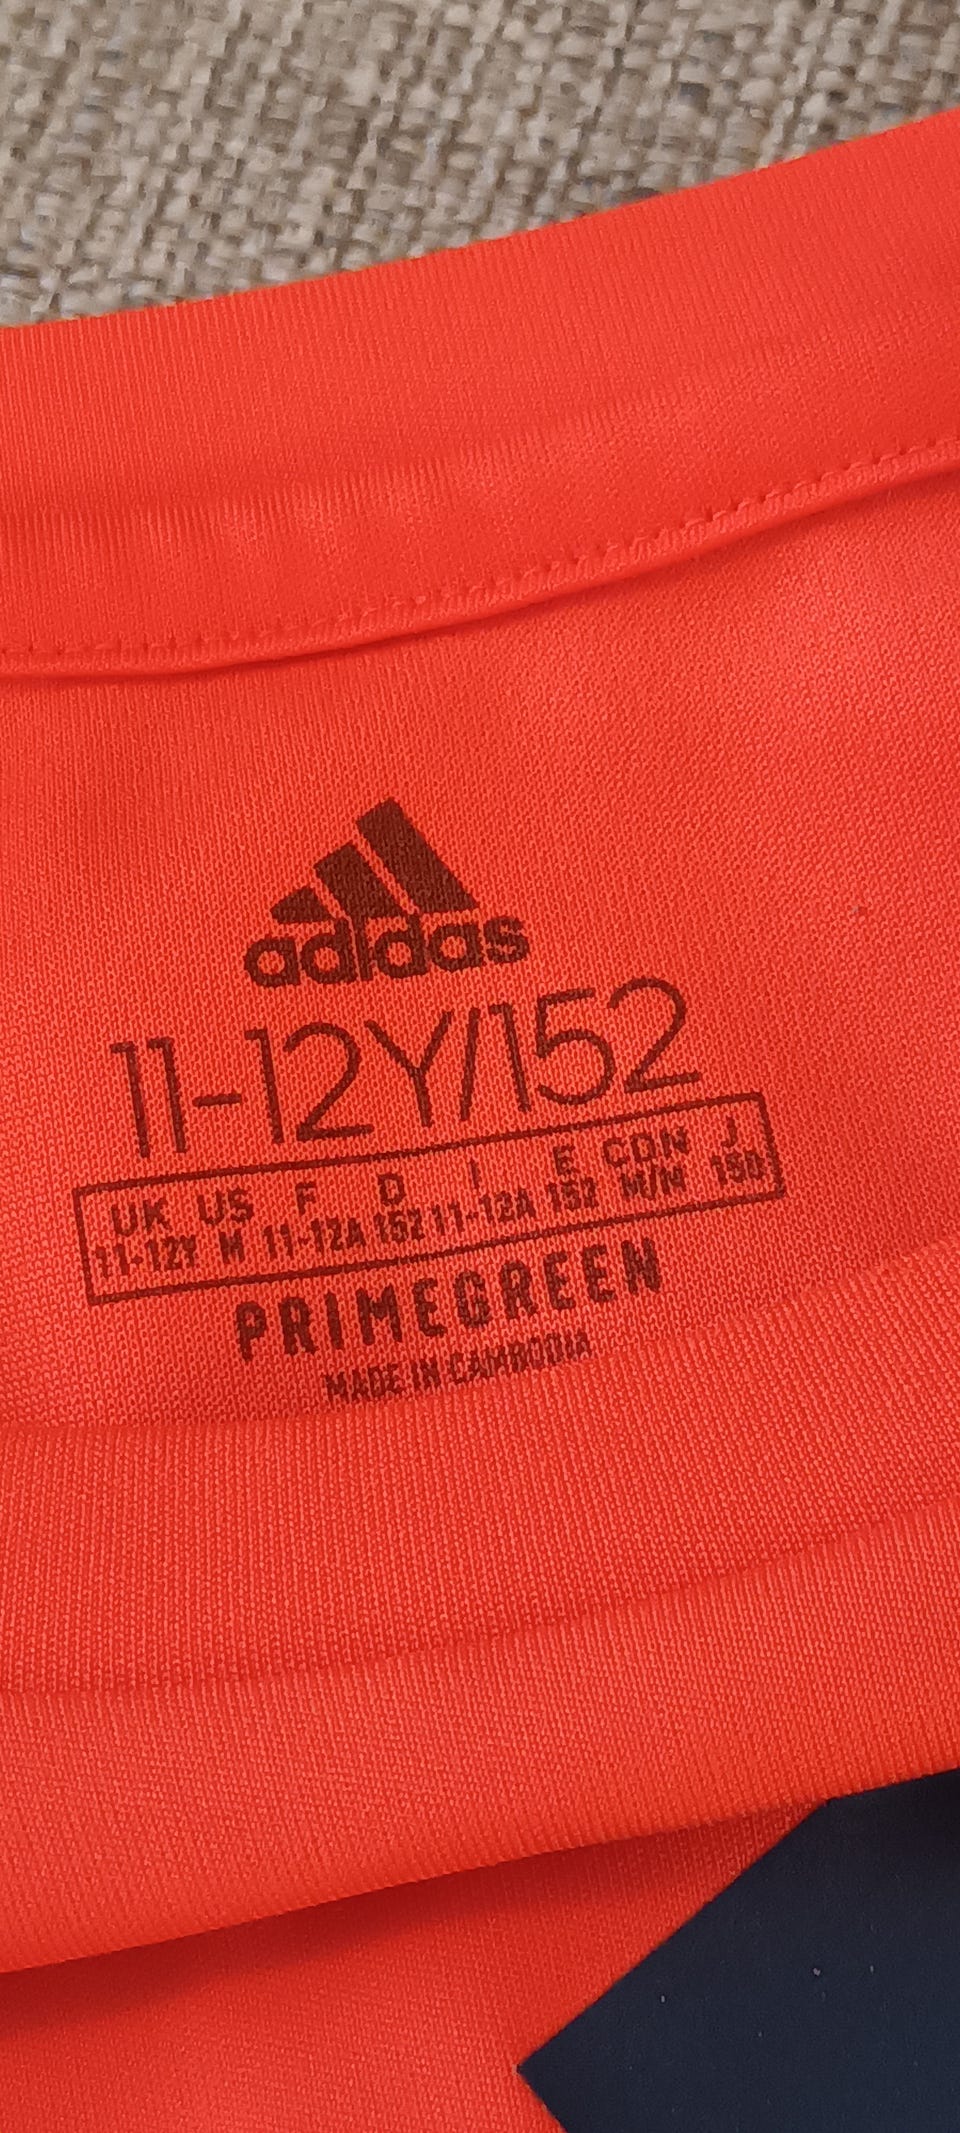 adidas
11-12Y/152
UK US F D I E CDN J
11-12Y M 11-12A 152 11-12A 152 M/M 150
PRIMEGREEN
MADE IN CAMBODIA